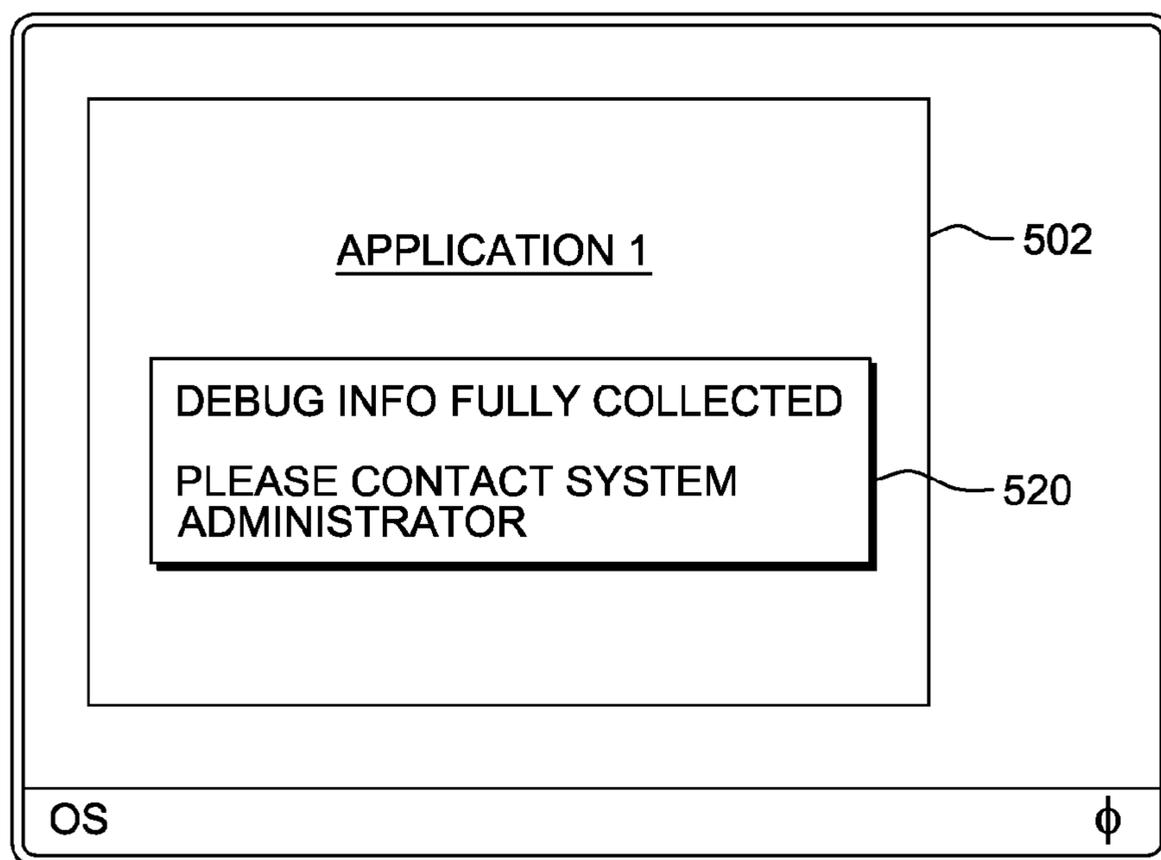 APPLICATION 1
502
DEBUG INFO FULLY COLLECTED
PLEASE CONTACT SYSTEM
ADMINISTRATOR
520
OS
ϕ